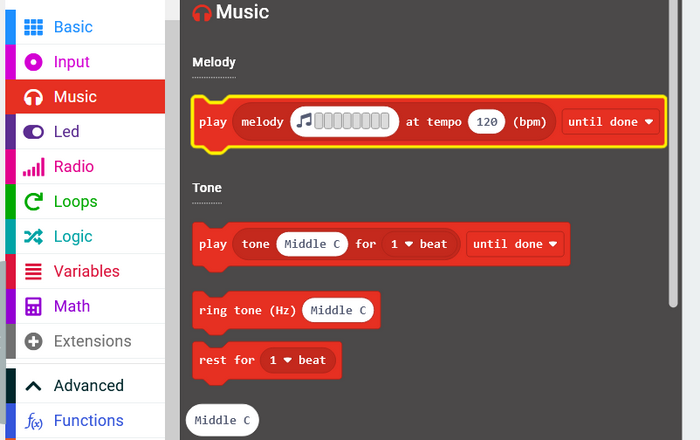 Basic
Input
Music
Led
Radio
Loops
Logic
Variables
Math
Extensions
Advanced
f(x) Functions
Music
Melody
play melody at tempo 120 (bpm) until done
Tone
play tone Middle C for 1 beat until done
ring tone (Hz) Middle C
rest for 1 beat
Middle C